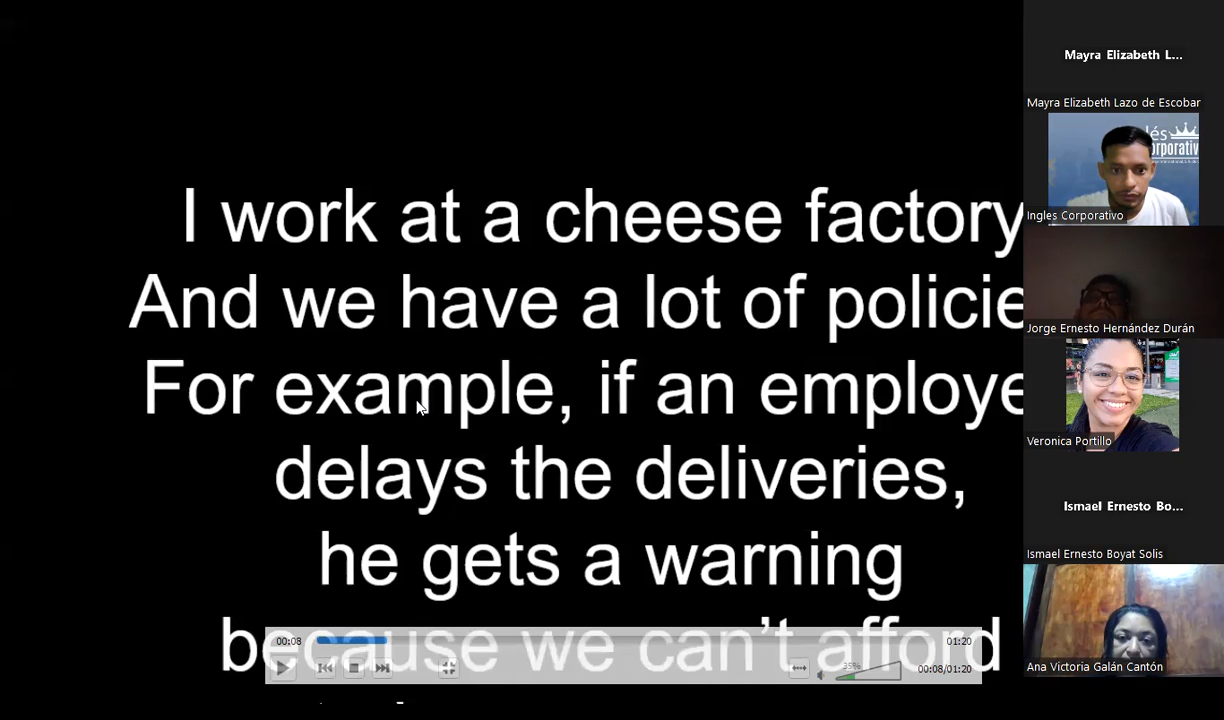 I work at a cheese factory
And we have a lot of policie
For example, if an employe
delays the deliveries,
he gets a warning
because we can't afford
00:08
01:20
35%
00:08/01:20
Mayra Elizabeth L...
Mayra Elizabeth Lazo de Escobar
és
orporativ
Ingles Corporativo
Jorge Ernesto Hernández Durán
Veronica Portillo
Ismael Ernesto Bo...
Ismael Ernesto Boyat Solis
Ana Victoria Galán Cantón